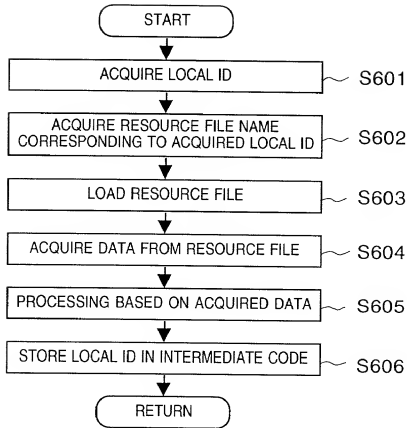 START
ACQUIRE LOCAL ID
S601
ACQUIRE RESOURCE FILE NAME
CORRESPONDING TO ACQUIRED LOCAL ID
S602
LOAD RESOURCE FILE
S603
ACQUIRE DATA FROM RESOURCE FILE
S604
PROCESSING BASED ON ACQUIRED DATA
S605
STORE LOCAL ID IN INTERMEDIATE CODE
S606
RETURN